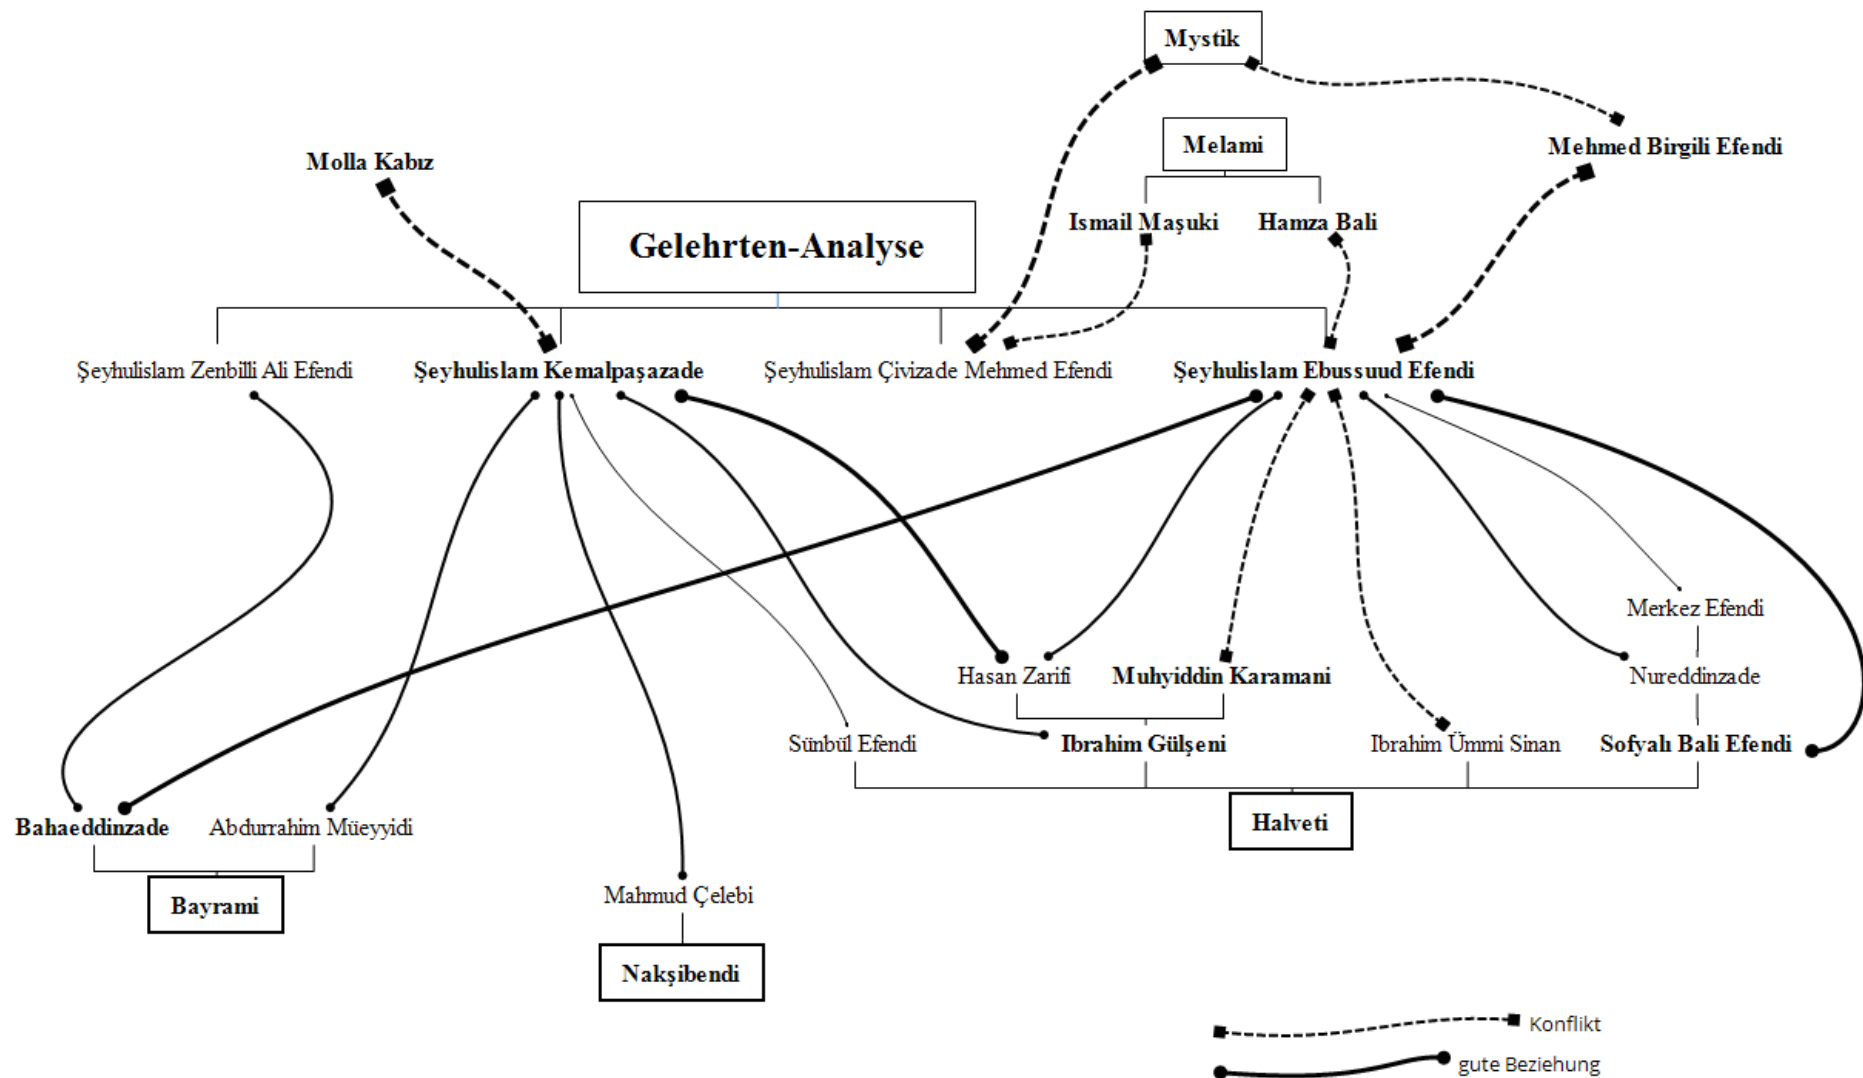 Mystik
Melami
Mehmed Birgili Efendi
Molla Kabız
Ismail Maşuki
Hamza Bali
Gelehrten-Analyse
Şeyhulislam Zenbilli Ali Efendi
Şeyhulislam Kemalpaşazade
Şeyhulislam Çivizade Mehmed Efendi
Şeyhulislam Ebussuud Efendi
Merkez Efendi
Hasan Zarifi
Muhyiddin Karamani
Nureddinzade
Sünbül Efendi
Ibrahim Gülşeni
Ibrahim Ümmi Sinan
Sofyalı Bali Efendi
Bahaeddinzade
Abdurrahim Müeyyidi
Halveti
Mahmud Çelebi
Bayrami
Nakşibendi
Konflikt
gute Beziehung